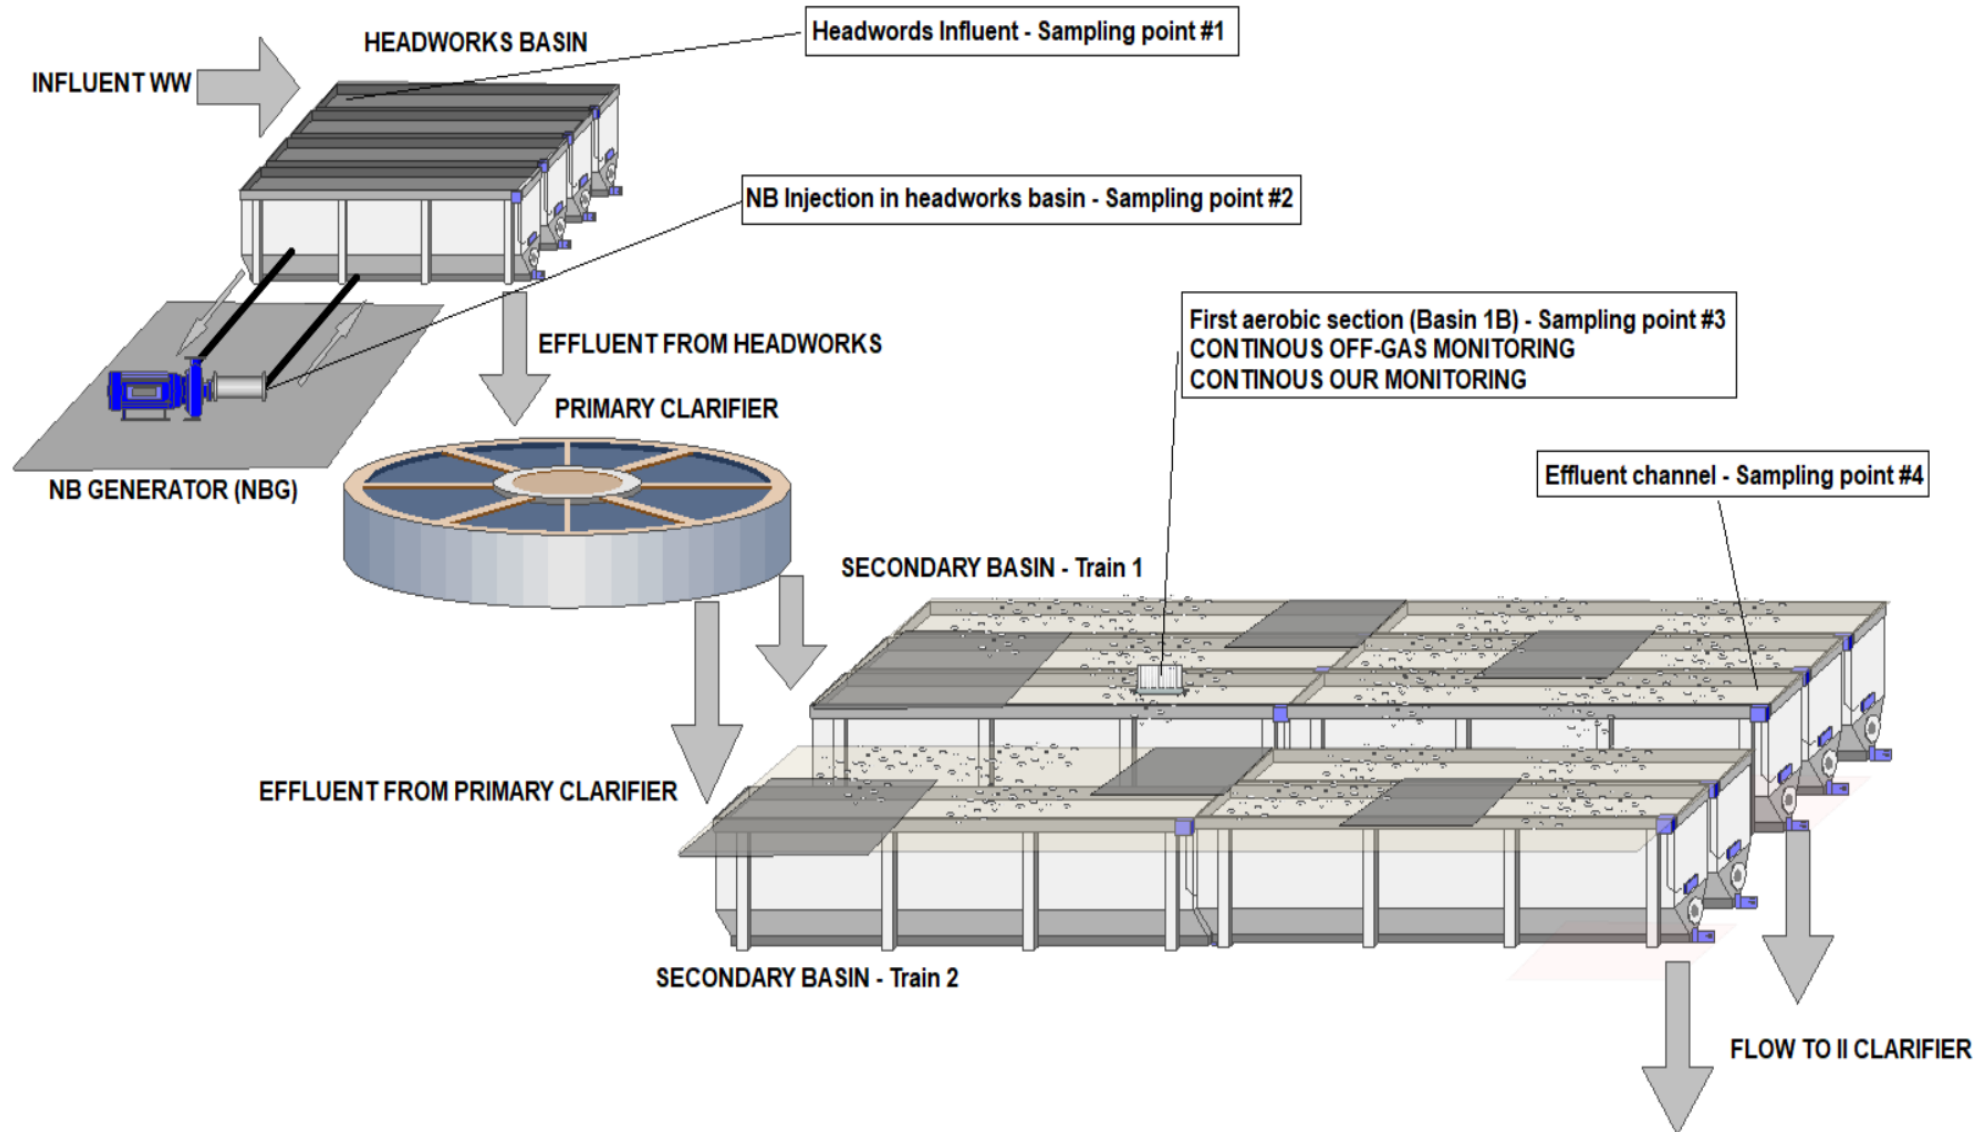 Headwords Influent - Sampling point #1
HEADWORKS BASIN
INFLUENT WW
NB Injection in headworks basin - Sampling point #2
First aerobic section (Basin 1B) - Sampling point #3
CONTINOUS OFF-GAS MONITORING
CONTINOUS OUR MONITORING
EFFLUENT FROM HEADWORKS
PRIMARY CLARIFIER
NB GENERATOR (NBG)
Effluent channel - Sampling point #4
SECONDARY BASIN - Train 1
EFFLUENT FROM PRIMARY CLARIFIER
SECONDARY BASIN - Train 2
FLOW TO II CLARIFIER